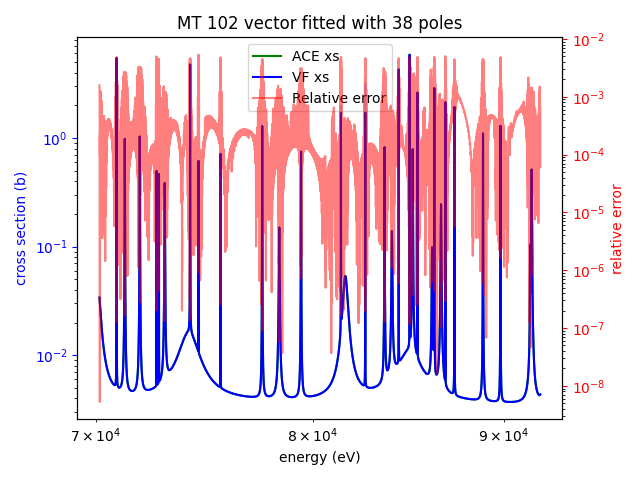 MT 102 vector fitted with 38 poles
ACE xs
VF xs
Relative error
cross section (b)
10⁰
10⁻¹
10⁻²
10⁻²
10⁻³
10⁻⁴
10⁻⁵
10⁻⁶
10⁻⁷
10⁻⁸
relative error
7 × 10⁴
8 × 10⁴
9 × 10⁴
energy (eV)